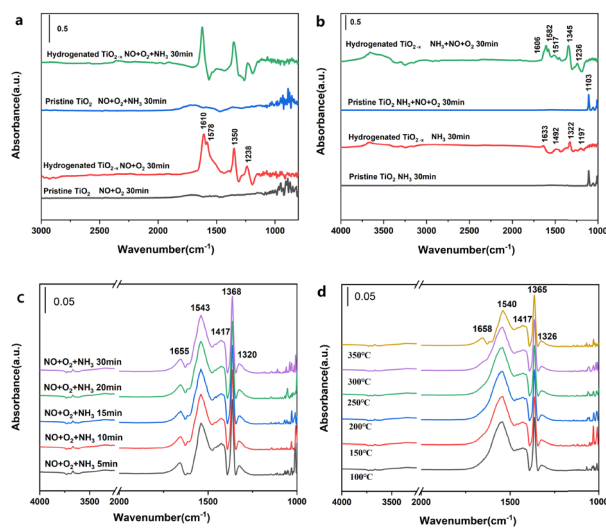 a
0.5
Hydrogenated TiO2-x NO+O2+NH3 30min
Pristine TiO2 NO+O2+NH3 30min
1610
1578
1350
1238
Hydrogenated TiO2-x NO+O2 30min
Pristine TiO2 NO+O2 30min
Absorbance(a.u.)
3000 2500 2000 1500 1000
Wavenumber(cm-1)
b
0.5
Hydrogenated TiO2-x NH3+NO+O2 30min
1606
1582
1517
1345
1236
Pristine TiO2 NH3+NO+O2 30min
1103
Hydrogenated TiO2-x NH3 30min
1633
1492
1322
1197
Pristine TiO2 NH3 30min
Absorbance(a.u.)
4000 3500 3000 2500 2000 1500 1000
Wavenumber(cm-1)
c
0.05
1368
1543
1417
1655
1320
NO+O2+NH3 30min
NO+O2+NH3 20min
NO+O2+NH3 15min
NO+O2+NH3 10min
NO+O2+NH3 5min
Absorbance(a.u.)
4000 3000 2000 1500 1000
Wavenumber(cm-1)
d
0.05
1365
1540
1417
1658
1326
350℃
300℃
250℃
200℃
150℃
100℃
Absorbance(a.u.)
4000 3000 2000 1500 1000
Wavenumber(cm-1)